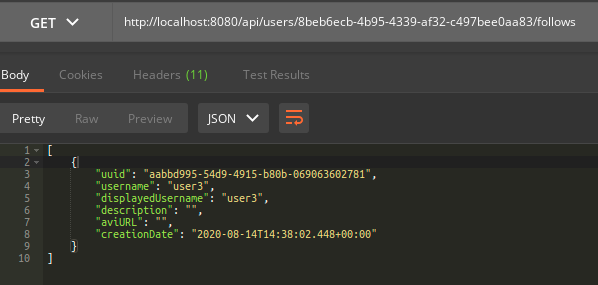 GET http://localhost:8080/api/users/8beb6ecb-4b95-4339-af32-c497bee0aa83/follows
Body Cookies Headers (11) Test Results
Pretty Raw Preview JSON
1 [
2 {
3 "uuid": "aabbd995-54d9-4915-b80b-069063602781",
4 "username": "user3",
5 "displayedUsername": "user3",
6 "description": "",
7 "aviURL": "",
8 "creationDate": "2020-08-14T14:38:02.448+00:00"
9 }
10 ]